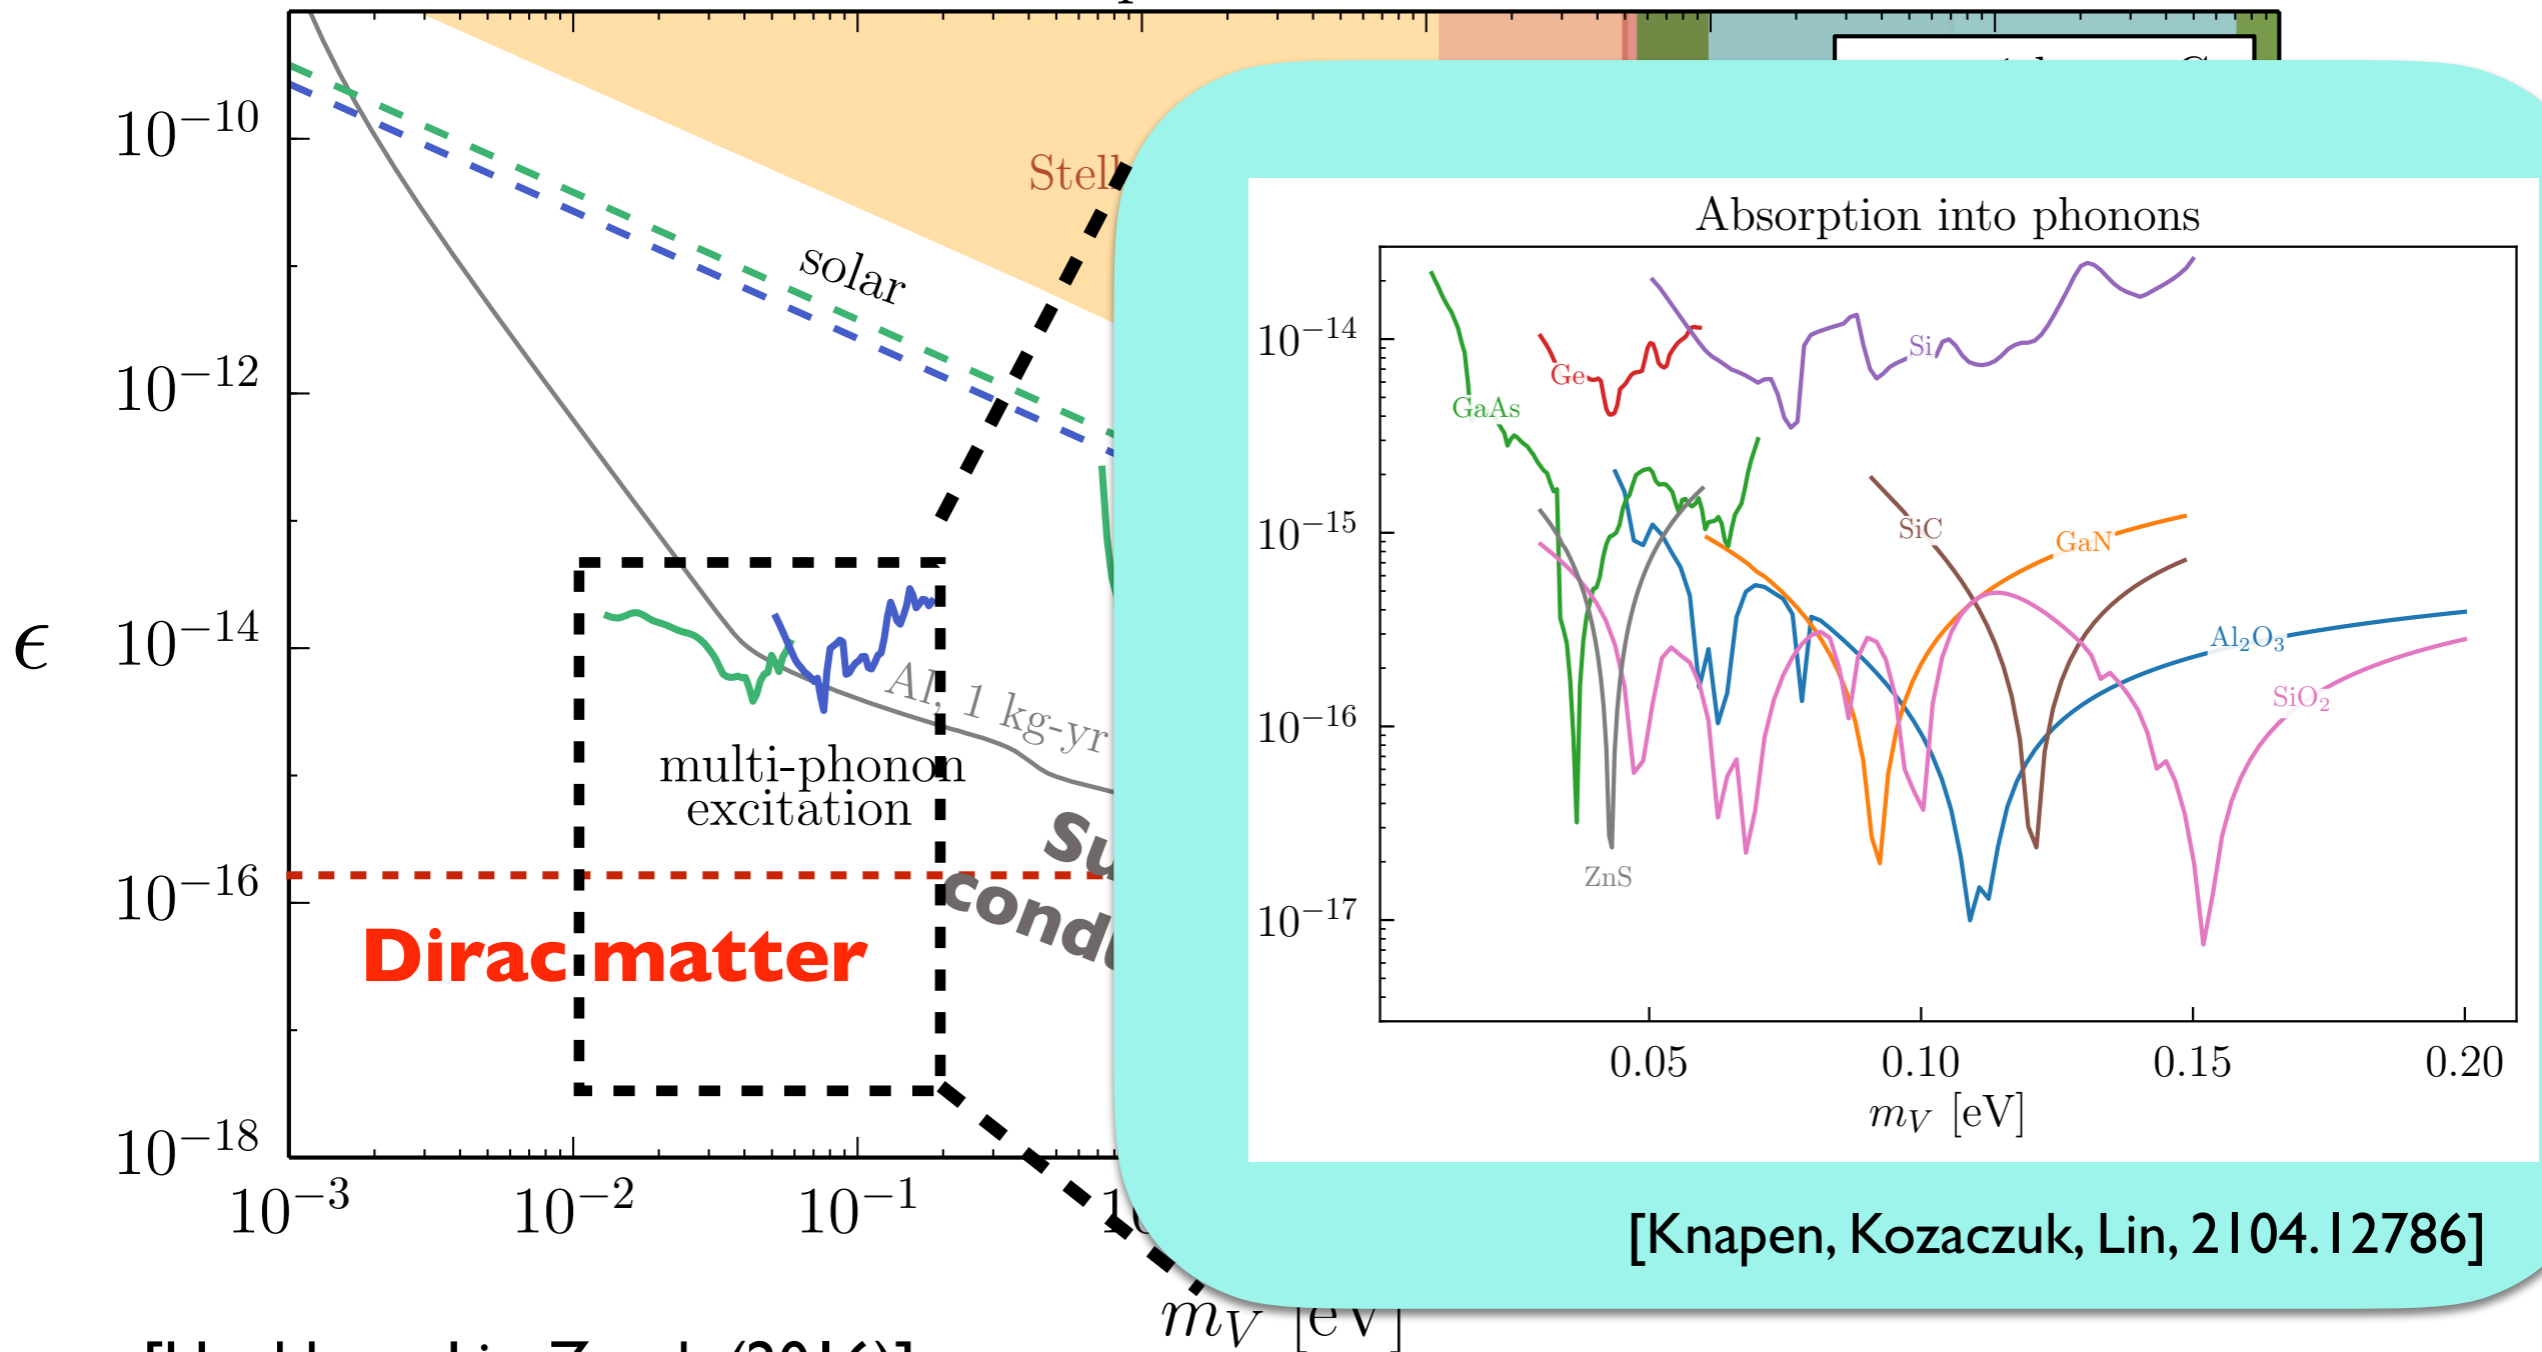 10⁻¹⁰
10⁻¹²
10⁻¹⁴
10⁻¹⁶
10⁻¹⁸
ϵ
solar
Al, 1 kg-yr
multi-phonon
excitation
Dirac matter
10⁻³
10⁻²
10⁻¹
m_V [eV]
Absorption into phonons
10⁻¹⁴
10⁻¹⁵
10⁻¹⁶
10⁻¹⁷
Ge
GaAs
Si
SiC
GaN
Al₂O₃
SiO₂
ZnS
0.05
0.10
0.15
0.20
m_V [eV]
[Knapen, Kozaczuk, Lin, 2104.12786]